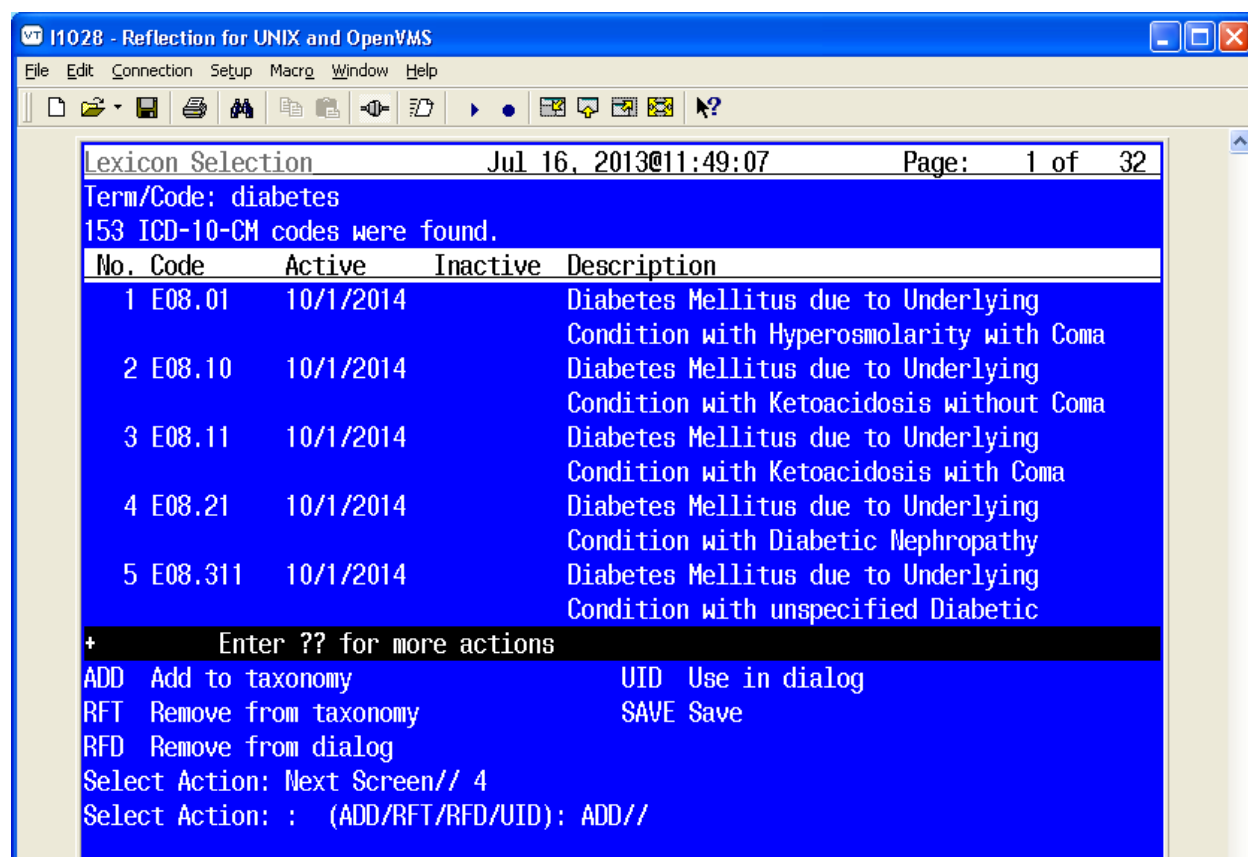 I1028 - Reflection for UNIX and OpenVMS
File Edit Connection Setup Macro Window Help
Lexicon Selection Jul 16, 2013@11:49:07 Page: 1 of 32
Term/Code: diabetes
153 ICD-10-CM codes were found.
No. Code Active Inactive Description
1 E08.01 10/1/2014 Diabetes Mellitus due to Underlying
Condition with Hyperosmolarity with Coma
2 E08.10 10/1/2014 Diabetes Mellitus due to Underlying
Condition with Ketoacidosis without Coma
3 E08.11 10/1/2014 Diabetes Mellitus due to Underlying
Condition with Ketoacidosis with Coma
4 E08.21 10/1/2014 Diabetes Mellitus due to Underlying
Condition with Diabetic Nephropathy
5 E08.311 10/1/2014 Diabetes Mellitus due to Underlying
Condition with unspecified Diabetic
+ Enter ?? for more actions
ADD Add to taxonomy UID Use in dialog
RFT Remove from taxonomy SAVE Save
RFD Remove from dialog
Select Action: Next Screen// 4
Select Action: : (ADD/RFT/RFD/UID): ADD//